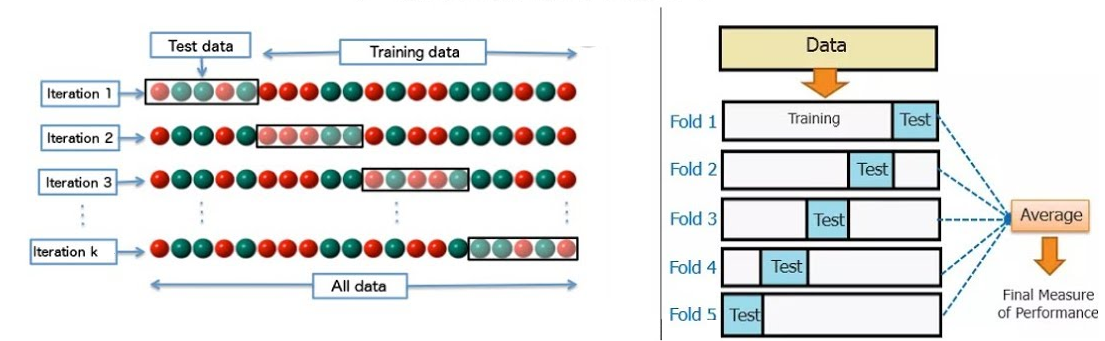 Test data
Training data
Iteration 1
Iteration 2
Iteration 3
Iteration k
All data
Data
Fold 1
Training
Test
Fold 2
Test
Fold 3
Test
Fold 4
Test
Fold 5
Test
Average
Final Measure
of Performance